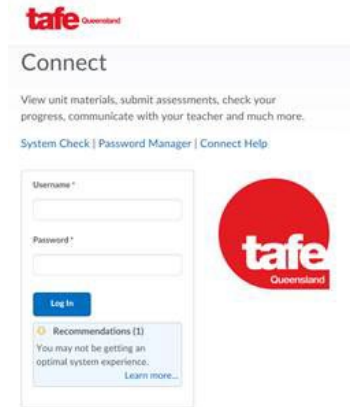 tafe Queensland
Connect
View unit materials, submit assessments, check your
progress, communicate with your teacher and much more.
System Check | Password Manager | Connect Help
Username *
Password *
Log In
Recommendations (1)
You may not be getting an
optimal system experience.
Learn more...
tafe
Queensland